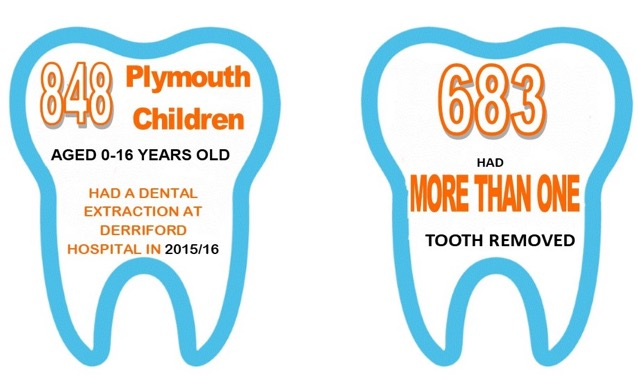 848 Plymouth
Children
AGED 0-16 YEARS OLD
HAD A DENTAL
EXTRACTION AT
DERRIFORD
HOSPITAL IN 2015/16
683
HAD
MORE THAN ONE
TOOTH REMOVED